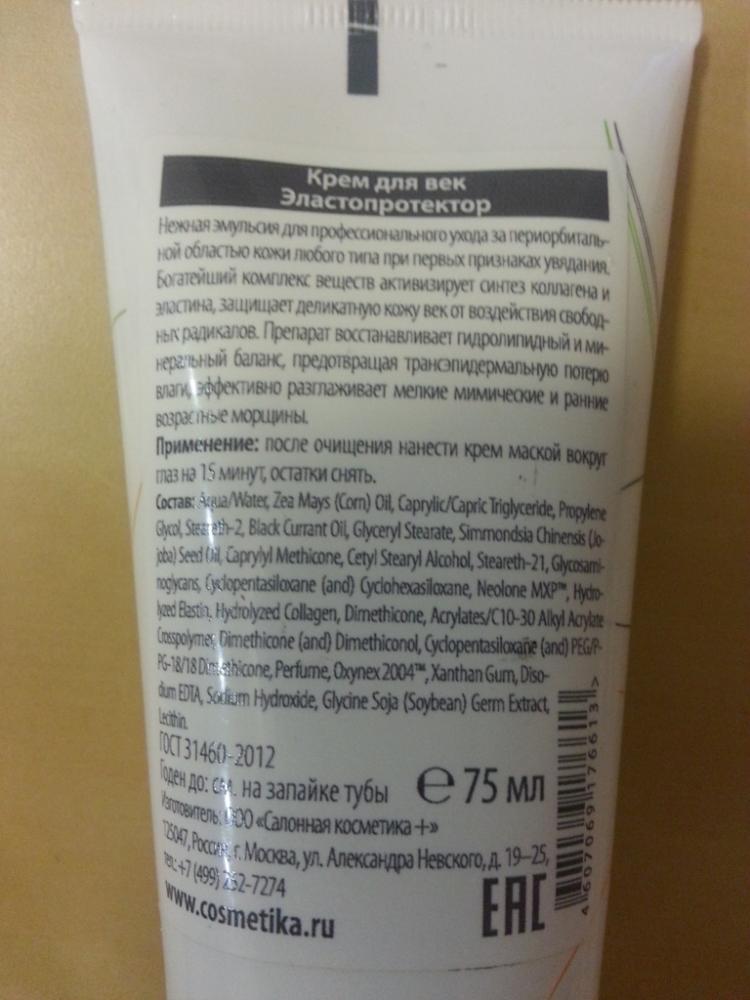 Крем для век
Эластопротектор
Нежная эмульсия для профессионального ухода за периорбиталь-
ной областью кожи любого типа при первых признаках увядания.
Богатейший комплекс веществ активизирует синтез коллагена и
эластина, защищает деликатную кожу век от воздействия свобод-
ных радикалов. Препарат восстанавливает гидролипидный и ми-
неральный баланс, предотвращая трансэпидермальную потерю
влаги, эффективно разглаживает мелкие мимические и ранние
возрастные морщины.
Применение: после очищения нанести крем маской вокруг
глаз на 15 минут, остатки снять.
Состав: Aqua/Water, Zea Mays (Corn) Oil, Caprylic/Capric Triglyceride, Propylene
Glycol, Steareth-2, Black Currant Oil, Glyceryl Stearate, Simmondsia Chinensis (Jo-
joba) Seed Oil, Caprylyl Methicone, Cetyl Stearyl Alcohol, Steareth-21, Glycosami-
noglycans, Cyclopentasiloxane (and) Cyclohexasiloxane, Neolone MXP™, Hydro-
lyzed Elastin, Hydrolyzed Collagen, Dimethicone, Acrylates/C10-30 Alkyl Acrylate
Crosspolymer, Dimethicone (and) Dimethiconol, Cyclopentasiloxane (and) PEG/P-
PG-18/18 Dimethicone, Perfume, Oxynex 2004™, Xanthan Gum, Diso-
dium EDTA, Sodium Hydroxide, Glycine Soja (Soybean) Germ Extract,
Lecithin.
ГОСТ 31460-2012
Годен до: см. на запайке тубы ℮ 75 мл
Изготовитель: ООО «Салонная косметика +»
125047, Россия, г. Москва, ул. Александра Невского, д. 19–25,
тел.: +7 (499) 252-7274
www.cosmetika.ru
EAC
4 607069 176613 >